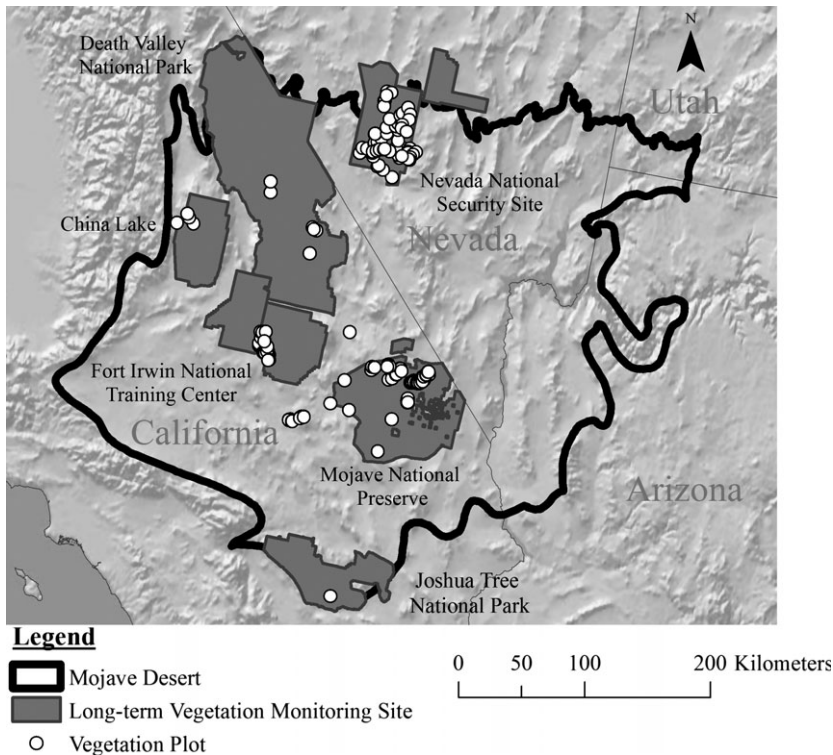 Death Valley
National Park
N
Utah
Nevada National
Security Site
China Lake
Nevada
Fort Irwin National
Training Center
California
Mojave National
Preserve
Arizona
Joshua Tree
National Park
Legend
Mojave Desert
Long-term Vegetation Monitoring Site
Vegetation Plot
0 50 100 200 Kilometers